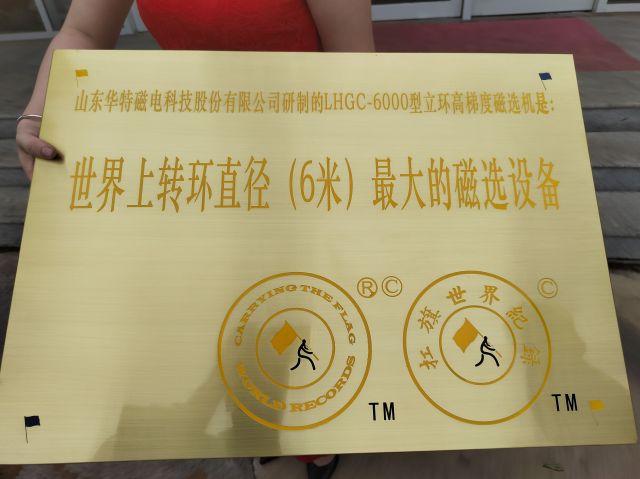 山东华特磁电科技股份有限公司研制的LHGC-6000型立环高梯度磁选机是:
世界上转环直径（6米）最大的磁选设备
®©
©
CARRYING THE FLAG
WORLD RECORDS
扛旗世界紀錄
TM
TM